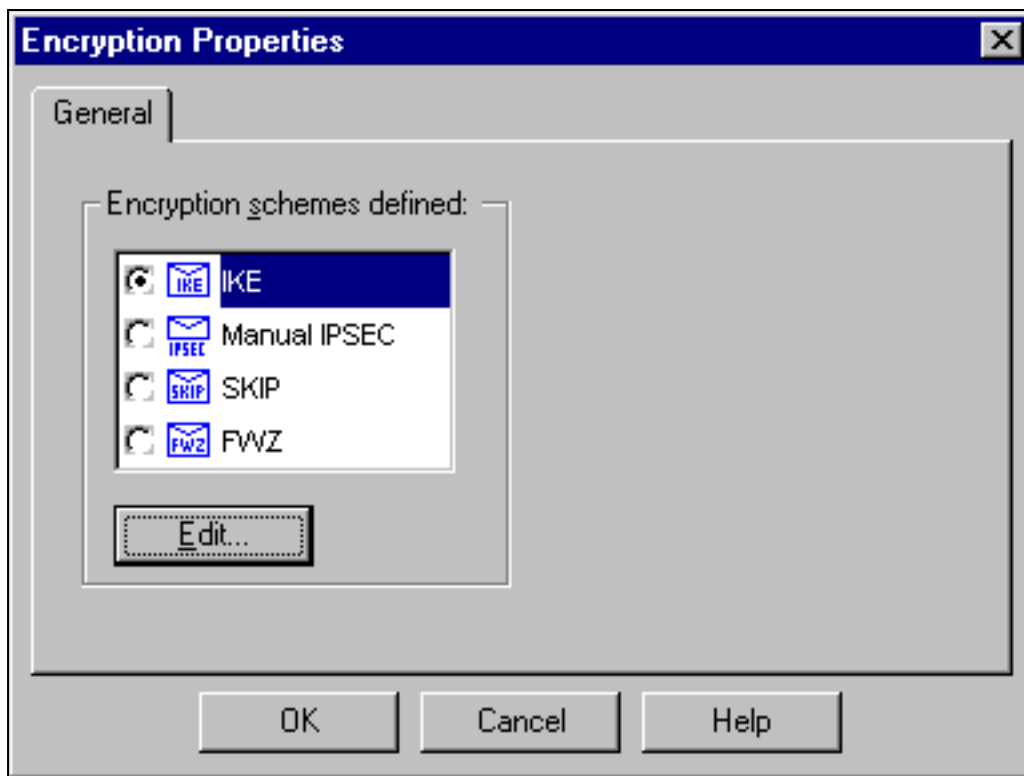 Encryption Properties
General
Encryption schemes defined:
IKE IKE
IPSEC Manual IPSEC
SKIP SKIP
FWZ FWZ
Edit...
OK Cancel Help